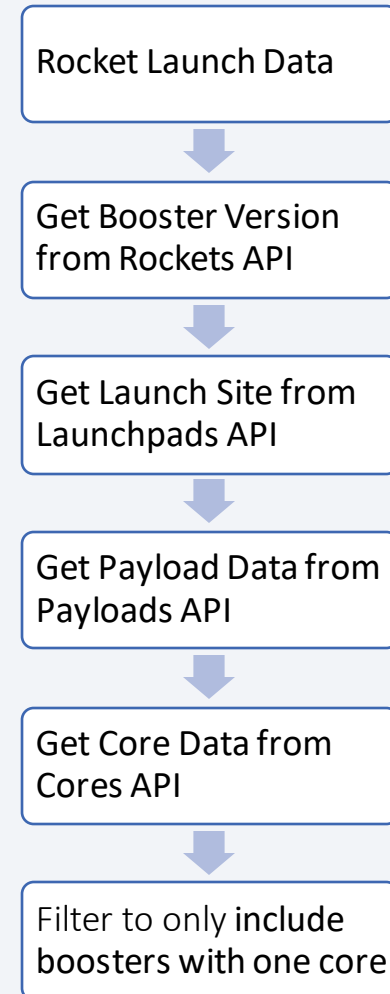 Rocket Launch Data
Get Booster Version
from Rockets API
Get Launch Site from
Launchpads API
Get Payload Data from
Payloads API
Get Core Data from
Cores API
Filter to only include
boosters with one core